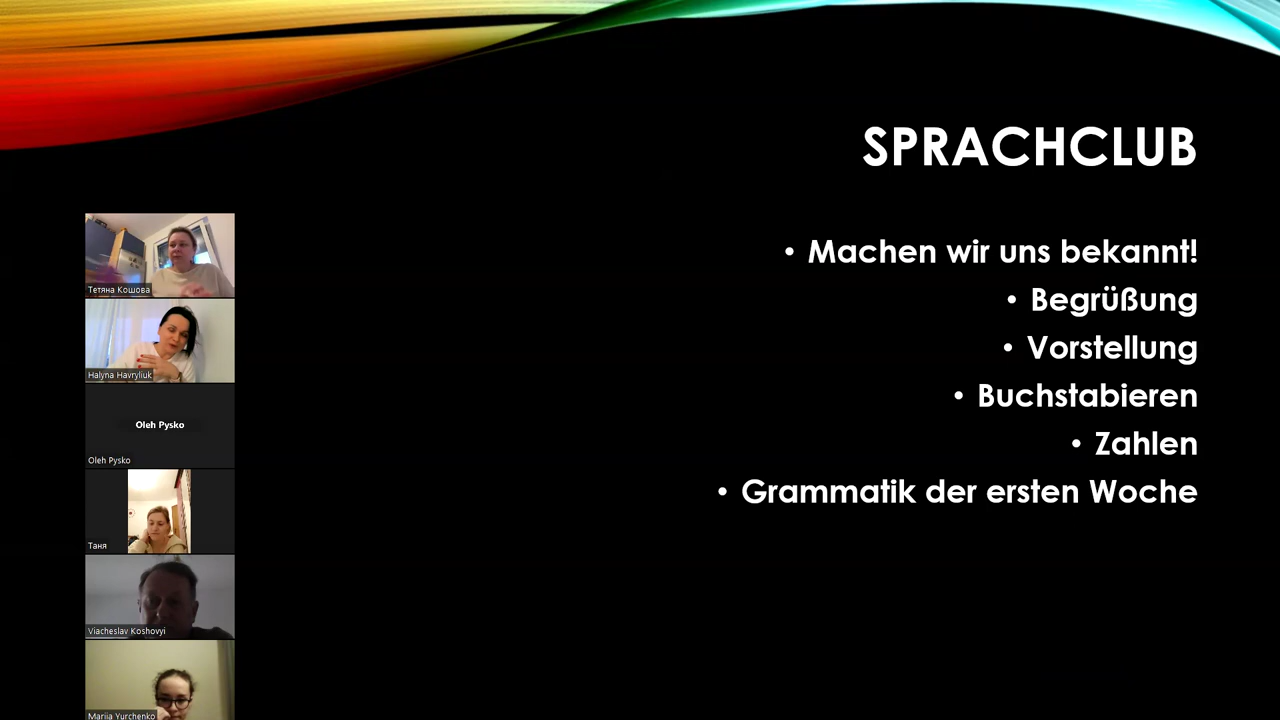 SPRACHCLUB
• Machen wir uns bekannt!
• Begrüßung
• Vorstellung
• Buchstabieren
• Zahlen
• Grammatik der ersten Woche
Тетяна Кошова
Halyna Havryliuk
Oleh Pysko
Oleh Pysko
Таня
Viacheslav Koshovyi
Mariia Yurchenko